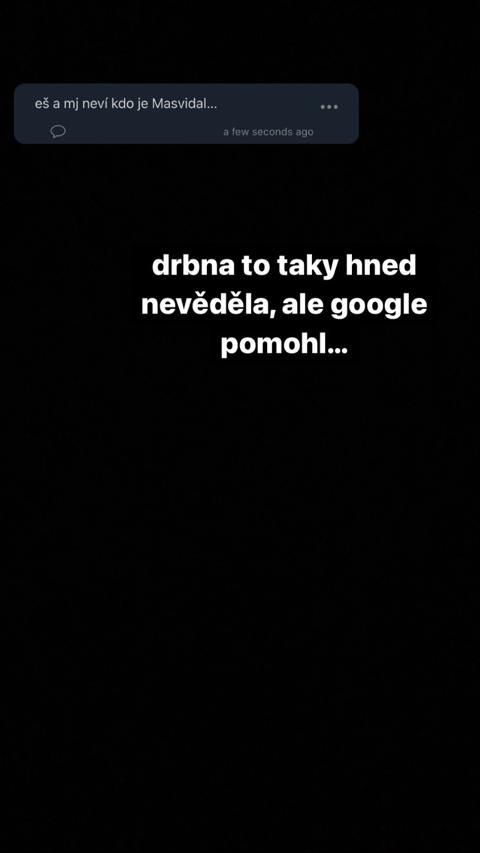 eš a mj neví kdo je Masvidal...
a few seconds ago
drbna to taky hned
nevěděla, ale google
pomohl...